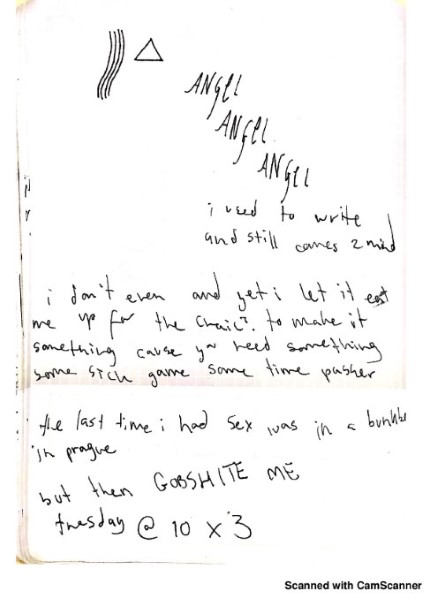 ANgEL
ANgEL
ANgEL
i used to write
and still comes 2 mind
i don't even and yet i let it eat
me up for the to make it
something cause you need something
some sick game some time pusher
the last time i had sex was in a
in prague
but then GOBSHITE ME
tuesday @ 10 x 3
Scanned with CamScanner